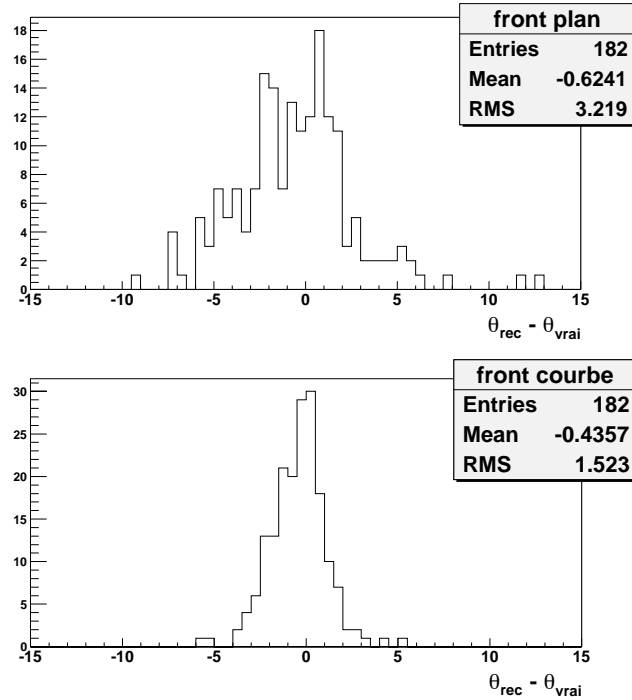 front plan
Entries 182
Mean -0.6241
RMS 3.219
18
16
14
12
10
8
6
4
2
0
-15 -10 -5 0 5 10 15
θrec - θvrai
front courbe
Entries 182
Mean -0.4357
RMS 1.523
30
25
20
15
10
5
0
-15 -10 -5 0 5 10 15
θrec - θvrai